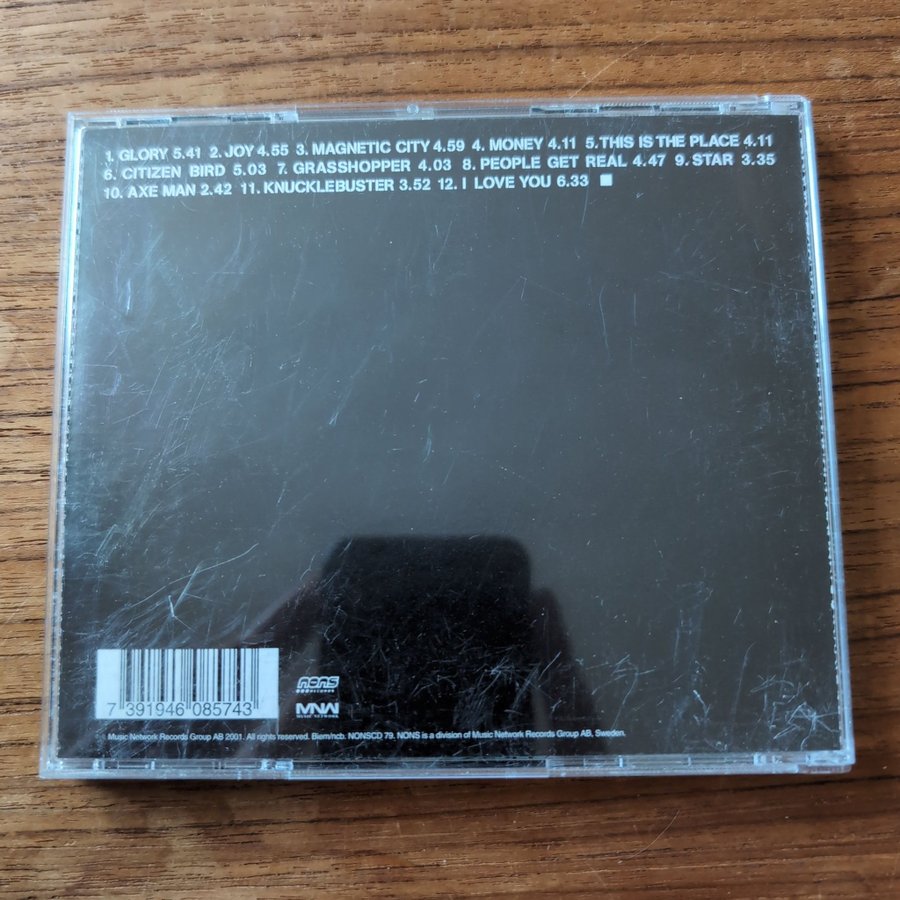 1. GLORY 5.41 2. JOY 4.55 3. MAGNETIC CITY 4.59 4. MONEY 4.11 5.THIS IS THE PLACE 4.11
6. CITIZEN BIRD 5.03 7. GRASSHOPPER 4.03 8. PEOPLE GET REAL 4.47 9. STAR 3.35
10. AXE MAN 2.42 11. KNUCKLEBUSTER 3.52 12. I LOVE YOU 6.33
7 391946 085743
nons
records
MNW
MUSIC NETWORK
Music Network Records Group AB 2001. All rights reserved. Biem/ncb. NONSCD 79. NONS is a division of Music Network Records Group AB, Sweden.